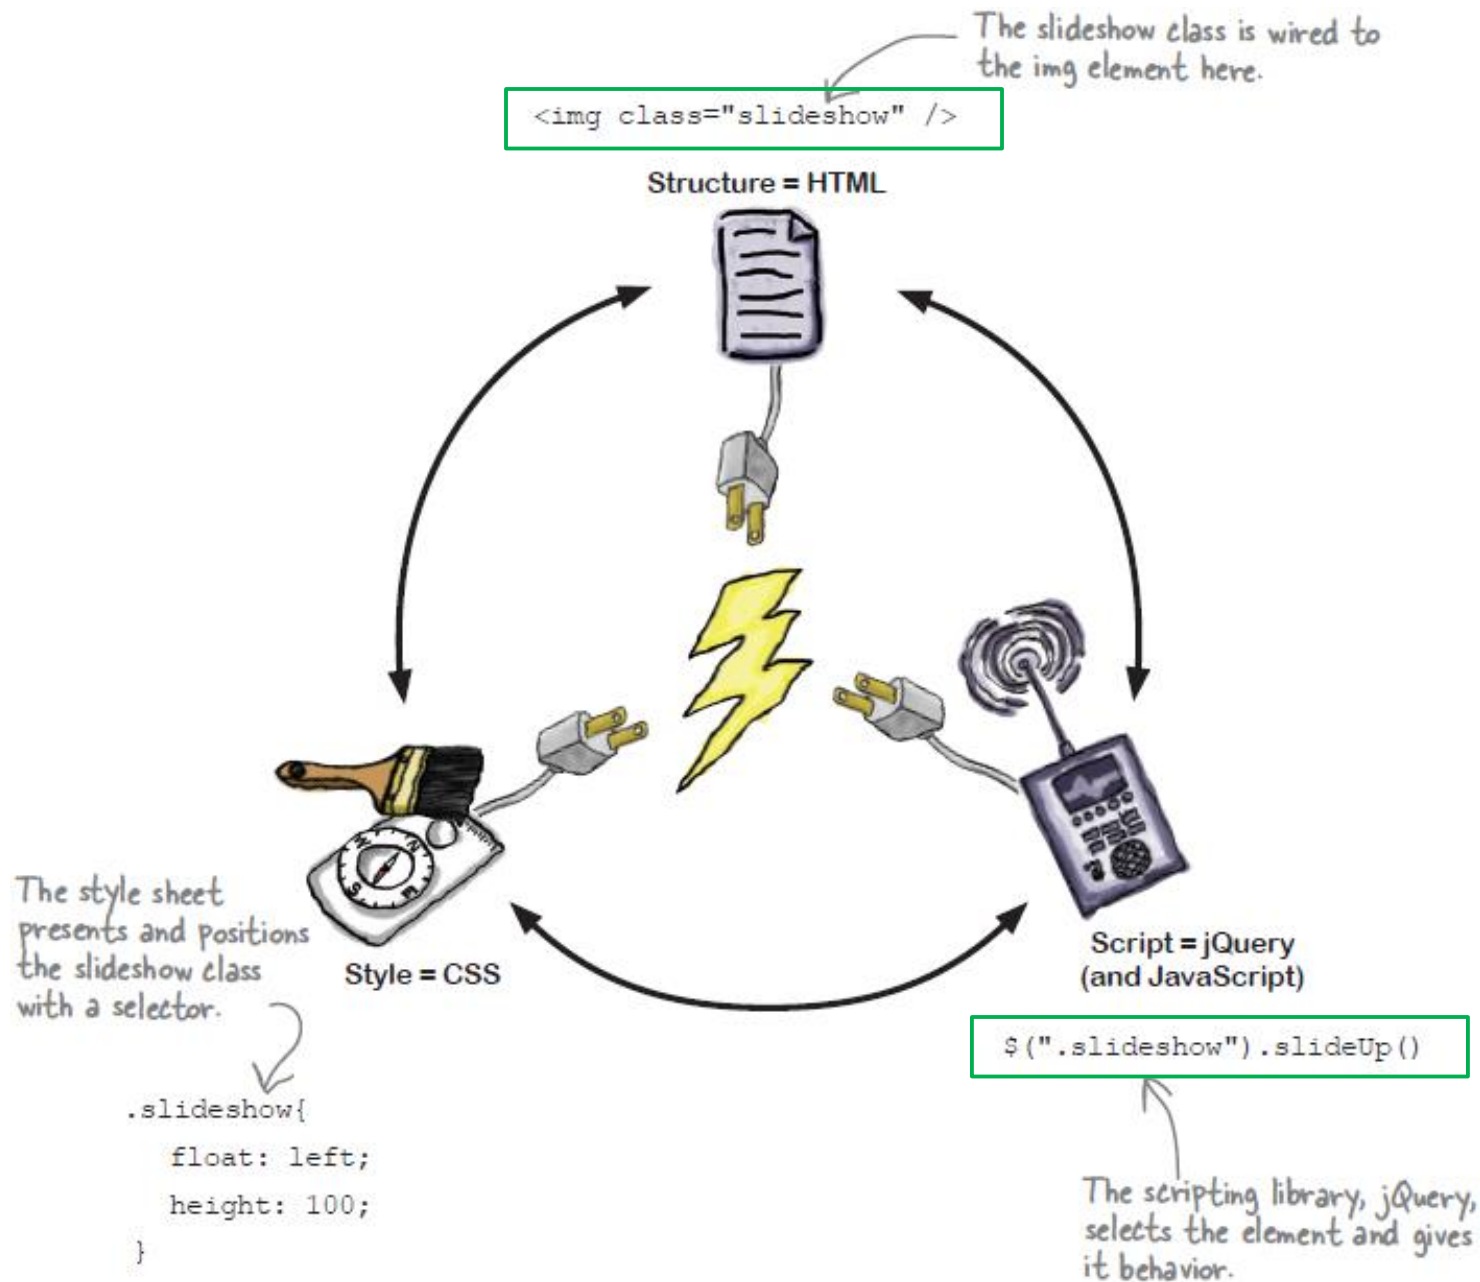 The slideshow class is wired to
the img element here.
<img class="slideshow" />
Structure = HTML
The style sheet
presents and positions
the slideshow class
with a selector.
Style = CSS
.slideshow{
float: left;
height: 100;
}
Script = jQuery
(and JavaScript)
$(".slideshow").slideUp()
The scripting library, jQuery,
selects the element and gives
it behavior.